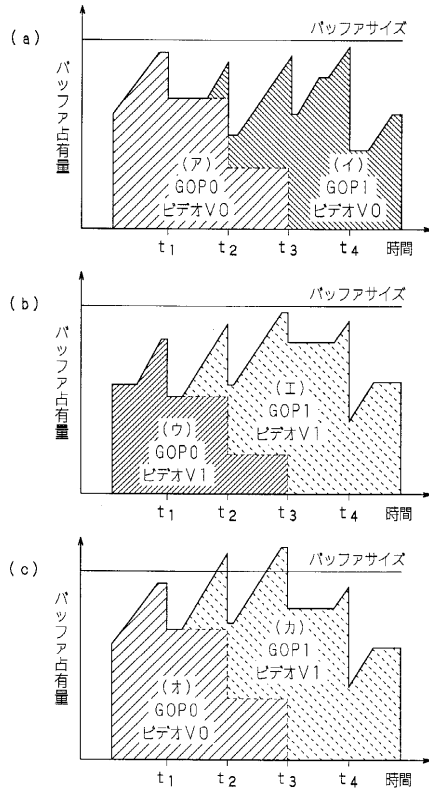 (a)
バッファサイズ
バッファ占有量
(ア)
GOP0
ビデオV0
(イ)
GOP1
ビデオV0
t1 t2 t3 t4 時間
(b)
バッファサイズ
バッファ占有量
(ウ)
GOP0
ビデオV1
(エ)
GOP1
ビデオV1
t1 t2 t3 t4 時間
(c)
バッファサイズ
バッファ占有量
(オ)
GOP0
ビデオV0
(カ)
GOP1
ビデオV1
t1 t2 t3 t4 時間